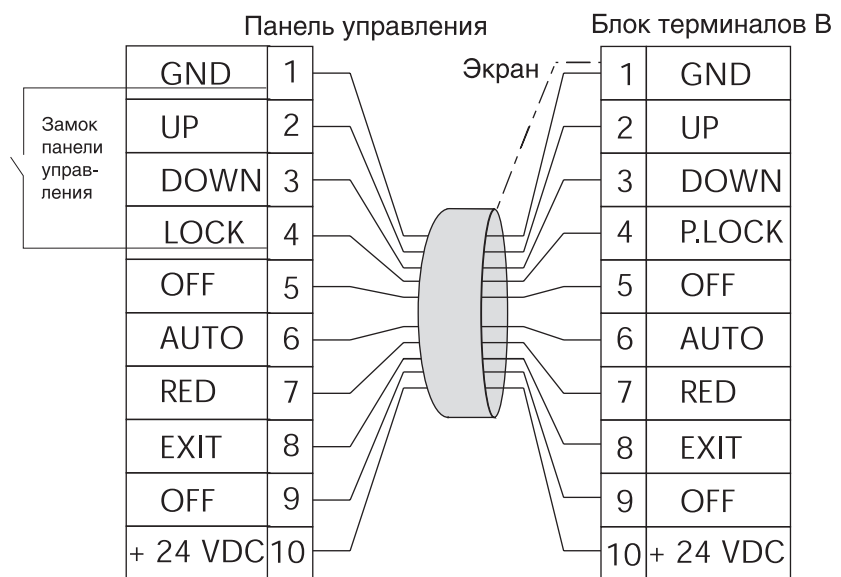 Панель управления
Блок терминалов В
Экран
Замок
панели
управ-
ления
GND 1
UP 2
DOWN 3
LOCK 4
OFF 5
AUTO 6
RED 7
EXIT 8
OFF 9
+ 24 VDC 10
1 GND
2 UP
3 DOWN
4 P.LOCK
5 OFF
6 AUTO
7 RED
8 EXIT
9 OFF
10 + 24 VDC